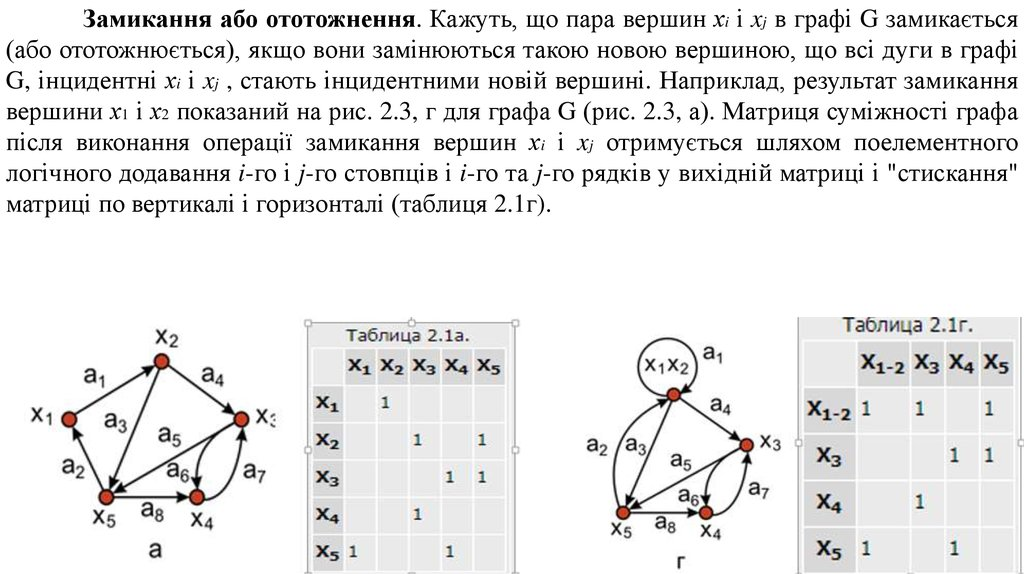 Замикання або ототожнення. Кажуть, що пара вершин xi і xj в графі G замикається
(або ототожнюється), якщо вони замінюються такою новою вершиною, що всі дуги в графі
G, інцидентні xi і xj , стають інцидентними новій вершині. Наприклад, результат замикання
вершини x1 і x2 показаний на рис. 2.3, г для графа G (рис. 2.3, а). Матриця суміжності графа
після виконання операції замикання вершин xi і xj отримується шляхом поелементного
логічного додавання i-го і j-го стовпців і i-го та j-го рядків у вихідній матриці і "стискання"
матриці по вертикалі і горизонталі (таблиця 2.1г).
x2
a1
a4
x1
a3
x3
a5
a2
a6
a7
x5
a8
x4
а
Таблица 2.1а.
X1 X2 X3 X4 X5
X1 1
X2 1 1
X3 1 1
X4 1
X5 1 1
x1x2
a1
a4
a2 a3
x3
a5
a6
a7
x5
a8
x4
г
Таблица 2.1г.
X1-2 X3 X4 X5
X1-2 1 1 1
X3 1 1
X4 1
X5 1 1